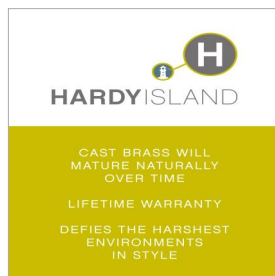 H
HARDYISLAND
CAST BRASS WILL
MATURE NATURALLY
OVER TIME
LIFETIME WARRANTY
DEFIES THE HARSHEST
ENVIRONMENTS
IN STYLE